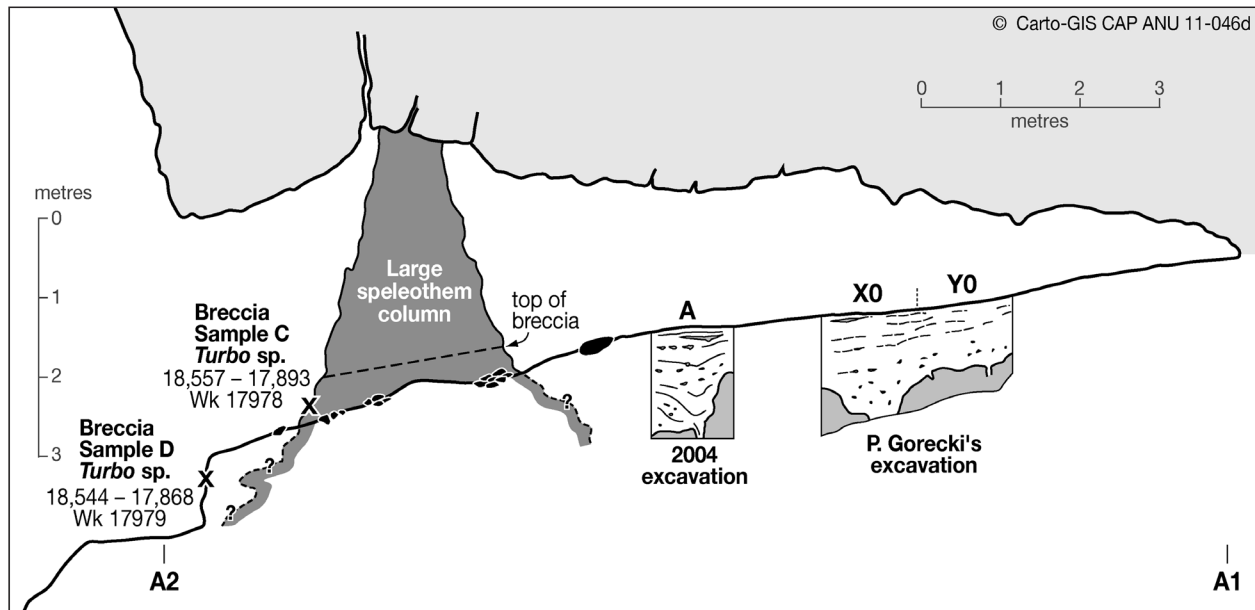 © Carto-GIS CAP ANU 11-046d
0 1 2 3
metres
metres
0
1
2
3
Large
speleothem
column
top of
breccia
Breccia
Sample C
Turbo sp.
18,557 – 17,893
Wk 17978
Breccia
Sample D
Turbo sp.
18,544 – 17,868
Wk 17979
A
X0
Y0
?
?
?
2004
excavation
P. Gorecki's
excavation
X
X
A2
A1